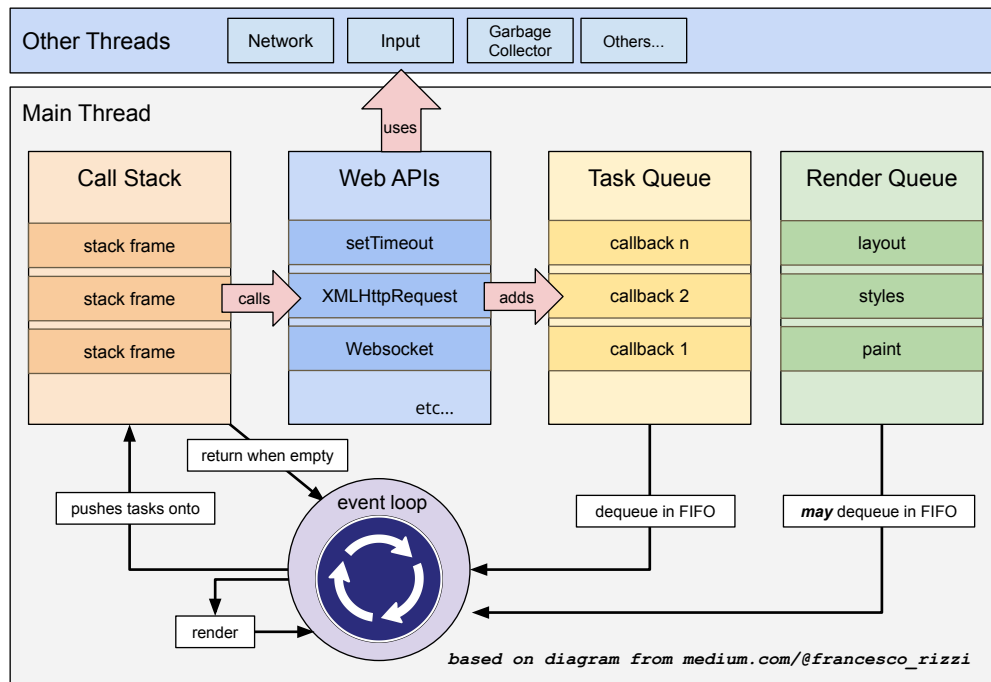 Other Threads
Network
Input
Garbage
Collector
Others...
Main Thread
uses
Call Stack
stack frame
stack frame
stack frame
calls
Web APIs
setTimeout
XMLHttpRequest
Websocket
etc...
adds
Task Queue
callback n
callback 2
callback 1
Render Queue
layout
styles
paint
return when empty
pushes tasks onto
event loop
dequeue in FIFO
may dequeue in FIFO
render
based on diagram from medium.com/@francesco_rizzi